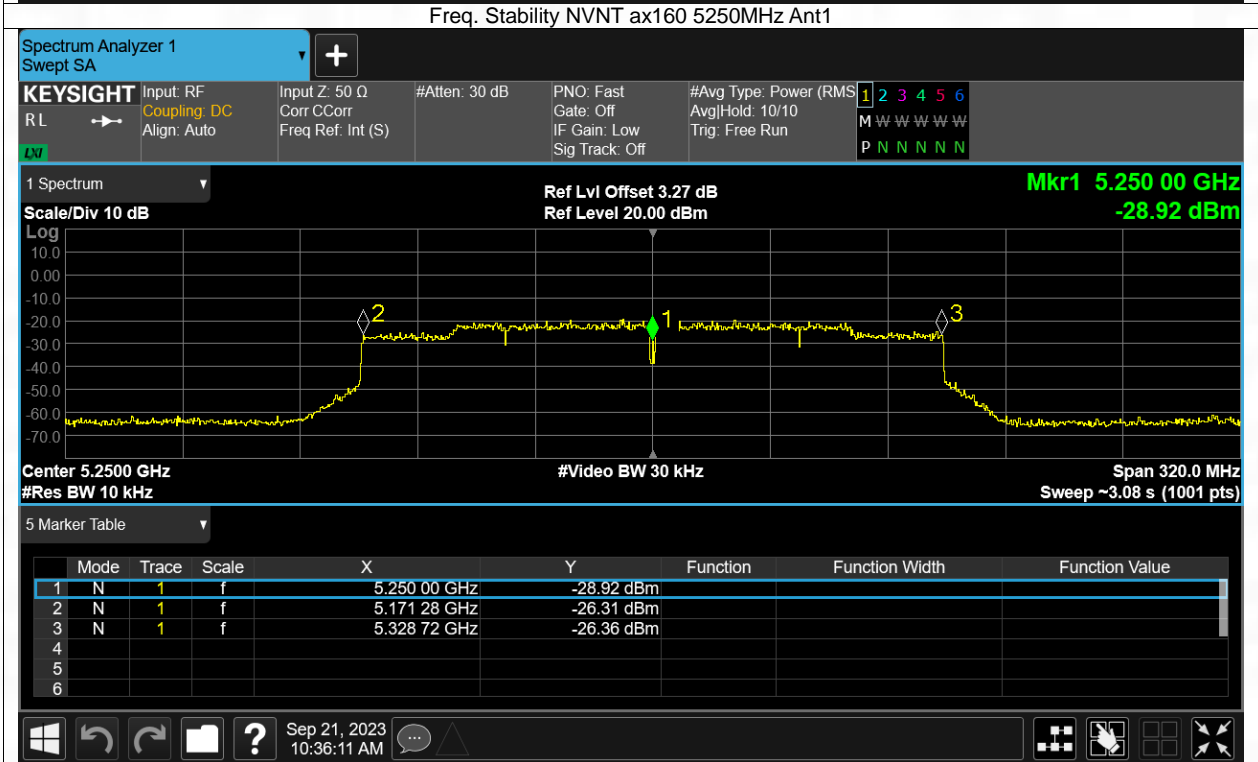 Freq. Stability NVNT ax160 5250MHz Ant1
Spectrum Analyzer 1
Swept SA
KEYSIGHT
RL
LXI
Input: RF
Coupling: DC
Align: Auto
Input Z: 50 Ω
Corr CCorr
Freq Ref: Int (S)
#Atten: 30 dB
PNO: Fast
Gate: Off
IF Gain: Low
Sig Track: Off
#Avg Type: Power (RMS
Avg|Hold: 10/10
Trig: Free Run
1 2 3 4 5 6
M W W W W W
P N N N N N
1 Spectrum
Scale/Div 10 dB
Ref Lvl Offset 3.27 dB
Ref Level 20.00 dBm
Mkr1 5.250 00 GHz
-28.92 dBm
Log
10.0
0.00
-10.0
-20.0
-30.0
-40.0
-50.0
-60.0
-70.0
2
1
3
Center 5.2500 GHz
#Video BW 30 kHz
Span 320.0 MHz
#Res BW 10 kHz
Sweep ~3.08 s (1001 pts)
5 Marker Table
Mode Trace Scale X Y Function Function Width Function Value
1 N 1 f 5.250 00 GHz -28.92 dBm
2 N 1 f 5.171 28 GHz -26.31 dBm
3 N 1 f 5.328 72 GHz -26.36 dBm
4
5
6
?
Sep 21, 2023
10:36:11 AM